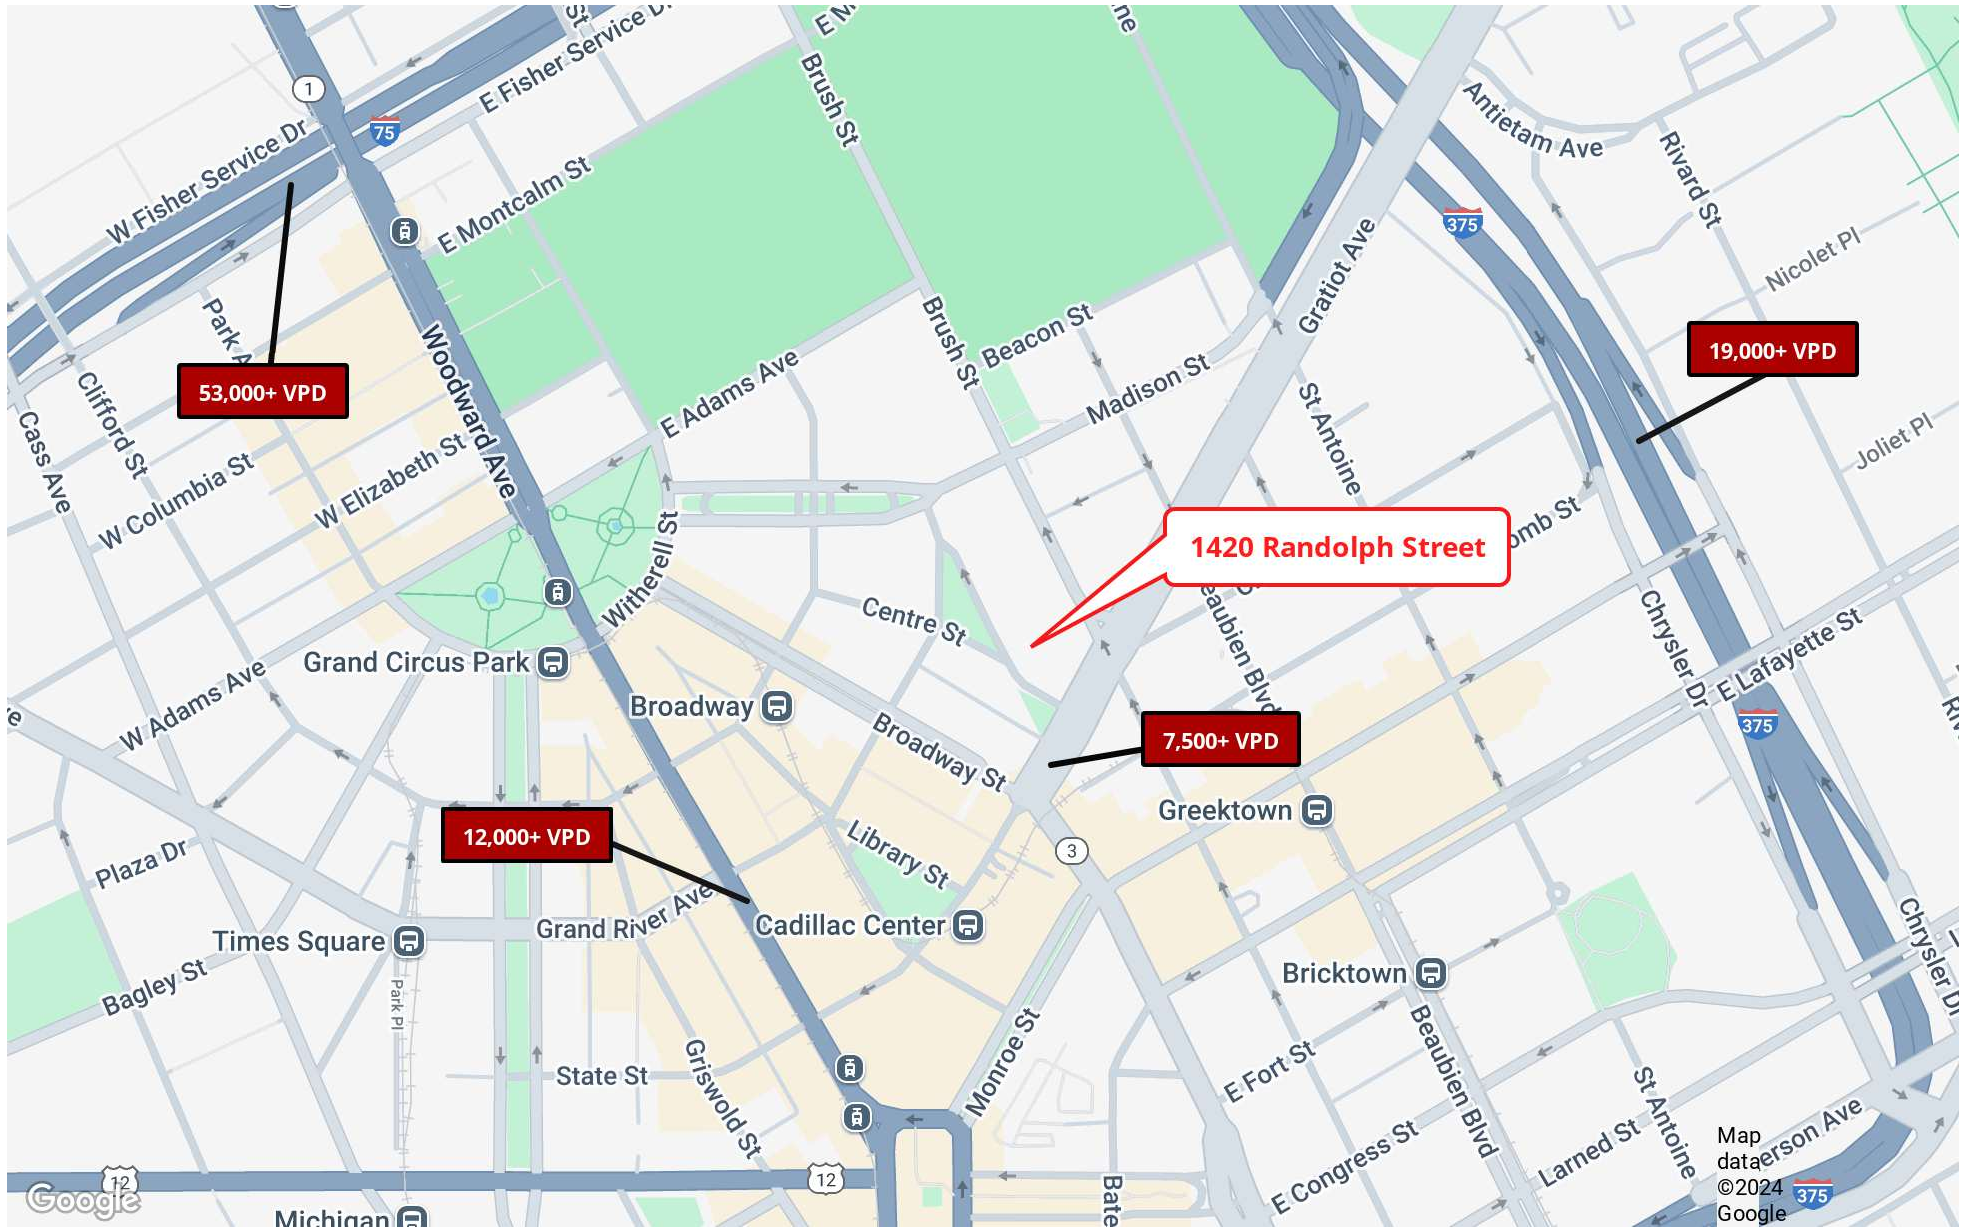 St
E Fisher Service Dr
E M
Brush St
ne
1
75
W Fisher Service Dr
E Montcalm St
Antietam Ave
Rivard St
375
Nicolet Pl
Gratiot Ave
Park A
Woodward Ave
Brush St
Beacon St
53,000+ VPD
19,000+ VPD
Clifford St
Cass Ave
W Columbia St
W Elizabeth St
E Adams Ave
Madison St
St Antoine
Joliet Pl
omb St
1420 Randolph Street
Witherell St
Centre St
eaubien Blvd
Chrysler Dr
E Lafayette St
Grand Circus Park
W Adams Ave
Broadway
Broadway St
7,500+ VPD
375
Riv
re
Greektown
12,000+ VPD
Library St
3
Plaza Dr
Grand River Ave
Cadillac Center
Times Square
Bagley St
Park Pl
Bricktown
Chrysler Dr
State St
Griswold St
Monroe St
E Fort St
Beaubien Blvd
St Antoine
E Congress St
Larned St
erson Ave
Map
data
©2024
Google
375
12
12
Google
Michigan
Bate